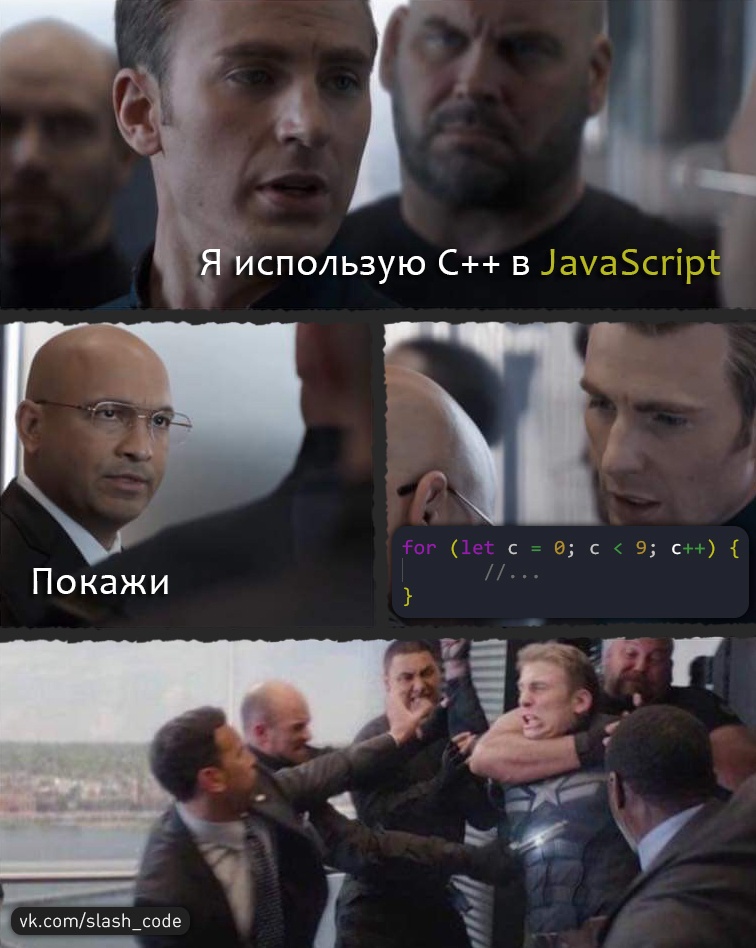 Я использую C++ в JavaScript
Покажи
for (let c = 0; c < 9; c++) {
//...
}
vk.com/slash_code